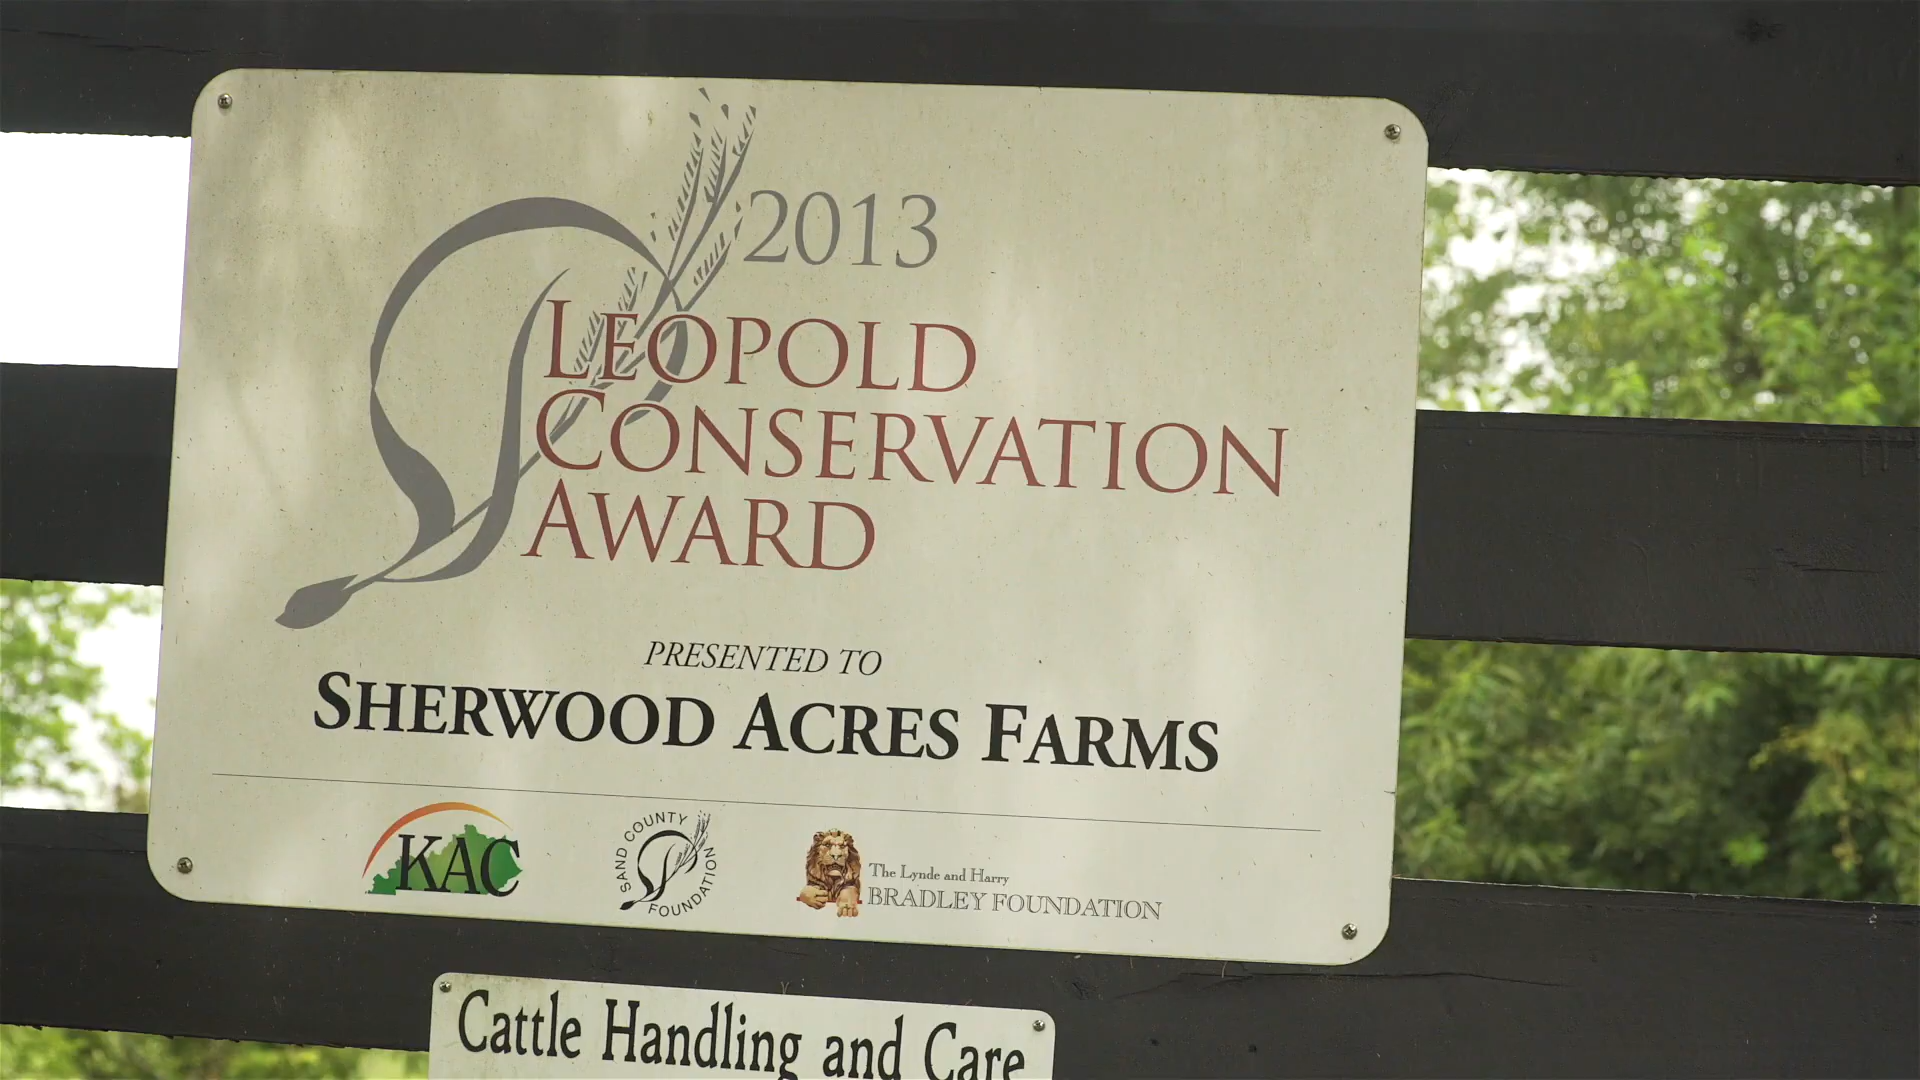 2013
LEOPOLD
CONSERVATION
AWARD
PRESENTED TO
SHERWOOD ACRES FARMS
KAC
SAND COUNTY
FOUNDATION
The Lynde and Harry
BRADLEY FOUNDATION
Cattle Handling and Care